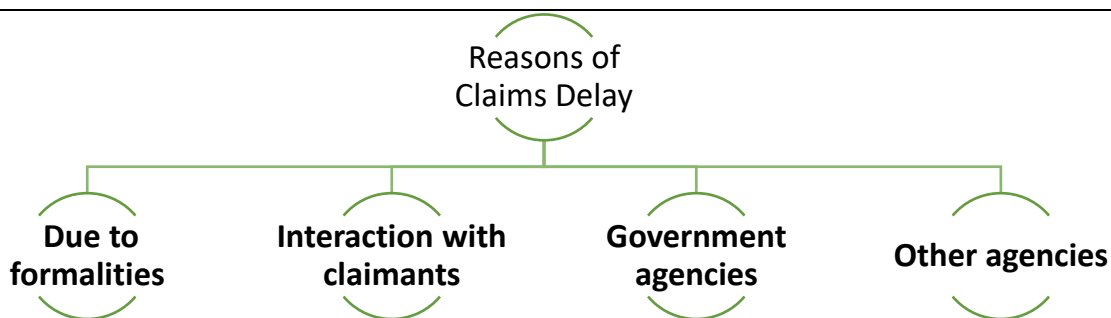 Reasons of
Claims Delay
Due to
formalities
Interaction with
claimants
Government
agencies
Other agencies